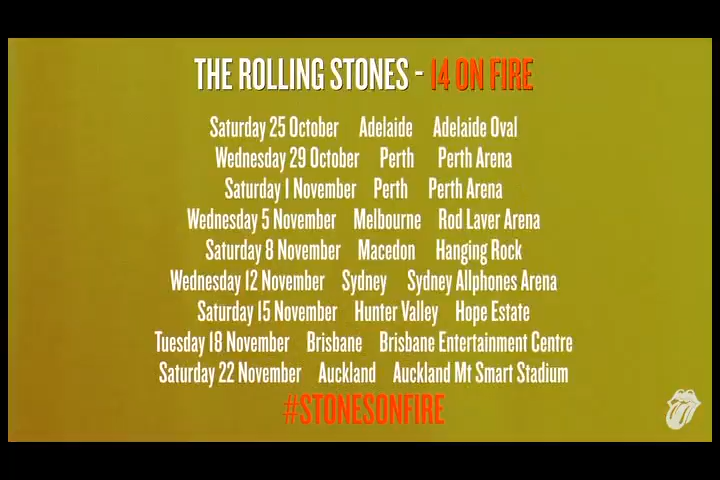 THE ROLLING STONES - 14 ON FIRE
Saturday 25 October Adelaide Adelaide Oval
Wednesday 29 October Perth Perth Arena
Saturday 1 November Perth Perth Arena
Wednesday 5 November Melbourne Rod Laver Arena
Saturday 8 November Macedon Hanging Rock
Wednesday 12 November Sydney Sydney Allphones Arena
Saturday 15 November Hunter Valley Hope Estate
Tuesday 18 November Brisbane Brisbane Entertainment Centre
Saturday 22 November Auckland Auckland Mt Smart Stadium
#STONESONFIRE